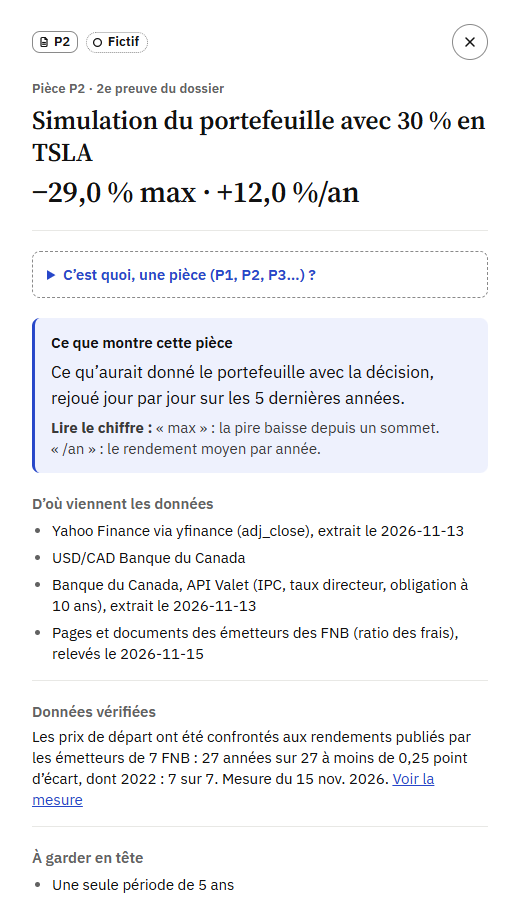 P2
Fictif
Pièce P2 · 2e preuve du dossier
Simulation du portefeuille avec 30 % en
TSLA
−29,0 % max · +12,0 %/an
C’est quoi, une pièce (P1, P2, P3…) ?
Ce que montre cette pièce
Ce qu’aurait donné le portefeuille avec la décision,
rejoué jour par jour sur les 5 dernières années.
Lire le chiffre : « max » : la pire baisse depuis un sommet.
« /an » : le rendement moyen par année.
D’où viennent les données
• Yahoo Finance via yfinance (adj_close), extrait le 2026-11-13
• USD/CAD Banque du Canada
• Banque du Canada, API Valet (IPC, taux directeur, obligation à
10 ans), extrait le 2026-11-13
• Pages et documents des émetteurs des FNB (ratio des frais),
relevés le 2026-11-15
Données vérifiées
Les prix de départ ont été confrontés aux rendements publiés par
les émetteurs de 7 FNB : 27 années sur 27 à moins de 0,25 point
d’écart, dont 2022 : 7 sur 7. Mesure du 15 nov. 2026. Voir la
mesure
À garder en tête
• Une seule période de 5 ans